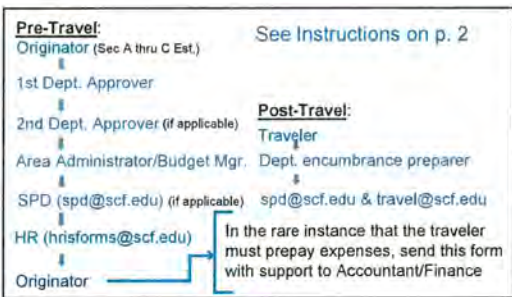 Pre-Travel:
Originator (Sec A thru C Est.)
1st Dept. Approver
2nd Dept. Approver (if applicable)
Area Administrator/Budget Mgr.
SPD (spd@scf.edu) (if applicable)
HR (hrisforms@scf.edu)
Originator
See Instructions on p. 2
Post-Travel:
Traveler
Dept. encumbrance preparer
spd@scf.edu & travel@scf.edu
In the rare instance that the traveler
must prepay expenses, send this form
with support to Accountant/Finance